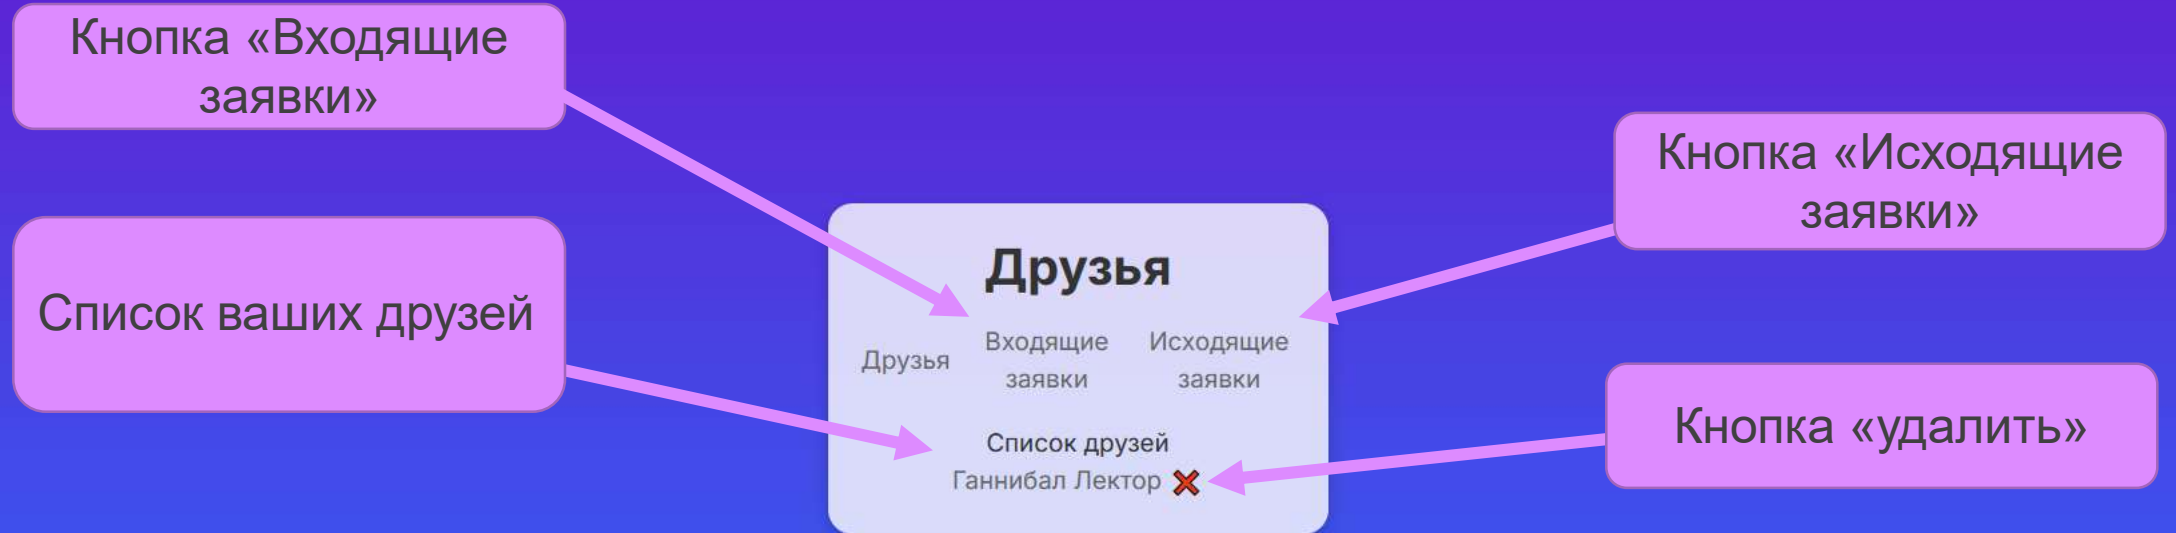 Кнопка «Входящие
заявки»
Список ваших друзей
Друзья
Друзья
Входящие
заявки
Исходящие
заявки
Список друзей
Ганнибал Лектор
Кнопка «Исходящие
заявки»
Кнопка «удалить»